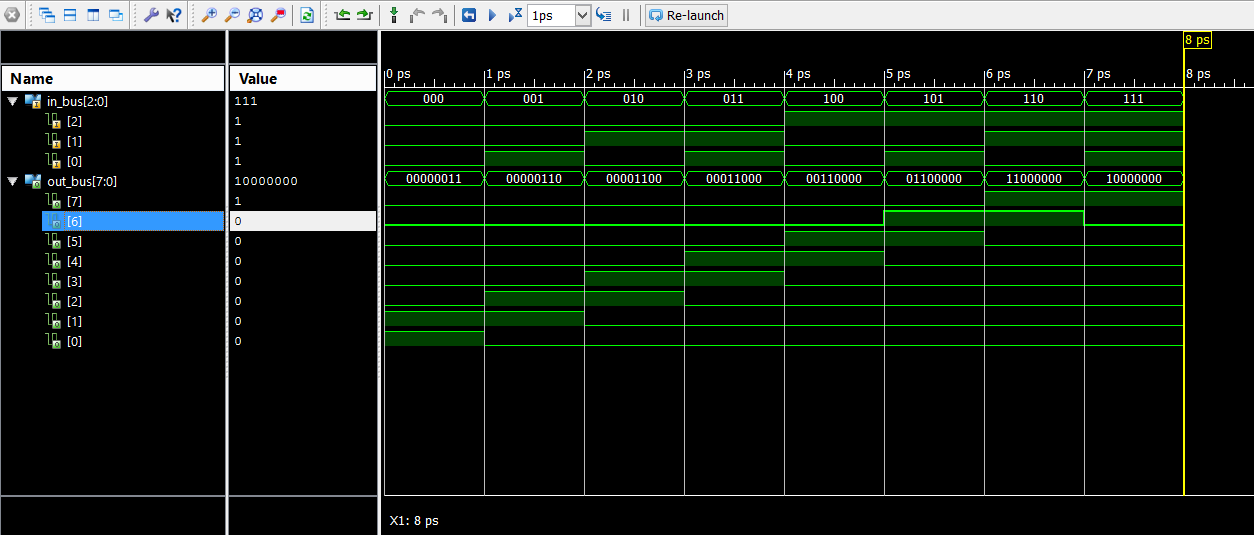 1ps Re-launch
8 ps
Name Value 0 ps 1 ps 2 ps 3 ps 4 ps 5 ps 6 ps 7 ps 8 ps
in_bus[2:0] 111 000 001 010 011 100 101 110 111
[2] 1
[1] 1
[0] 1
out_bus[7:0] 10000000 00000011 00000110 00001100 00011000 00110000 01100000 11000000 10000000
[7] 1
[6] 0
[5] 0
[4] 0
[3] 0
[2] 0
[1] 0
[0] 0
X1: 8 ps